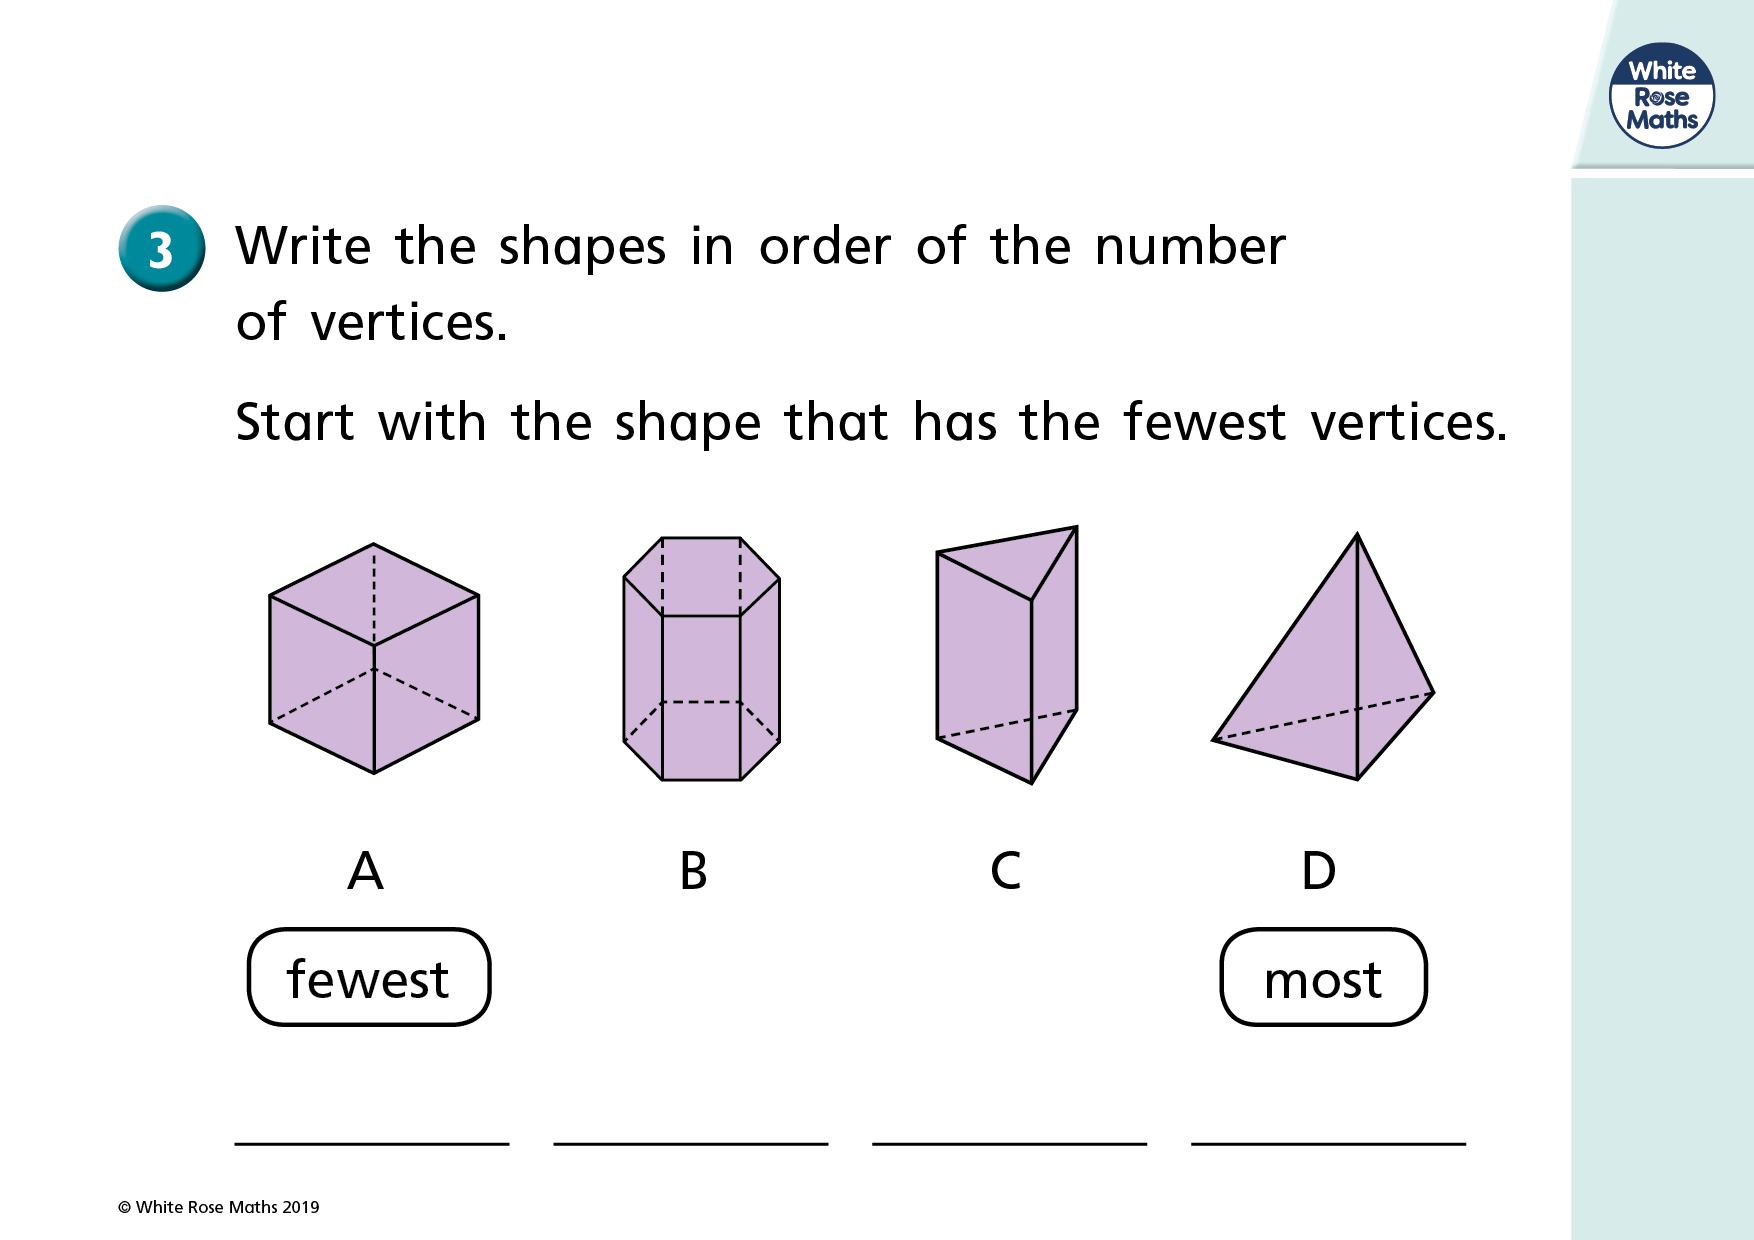 White
Rose
Maths
3 Write the shapes in order of the number
of vertices.
Start with the shape that has the fewest vertices.
A B C D
fewest most
© White Rose Maths 2019